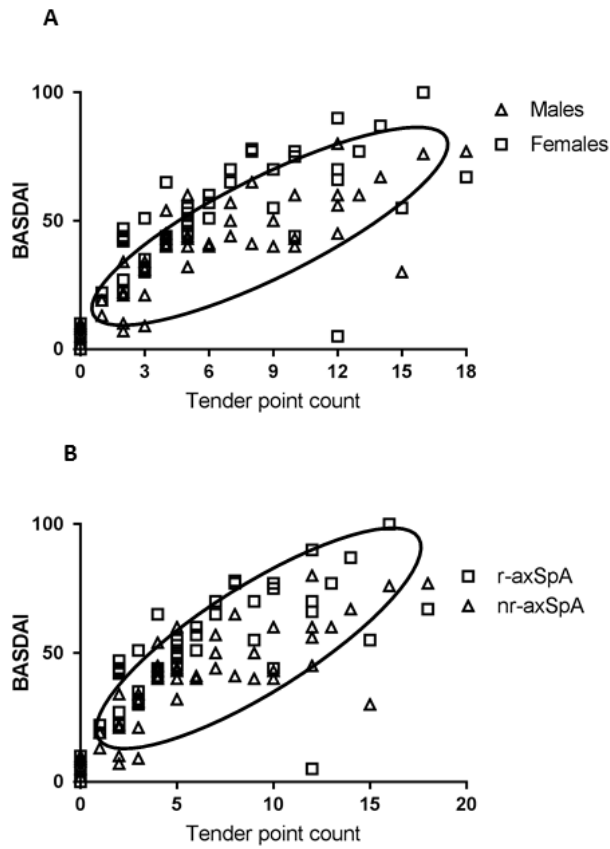 A
100
50
0
BASDAI
0 3 6 9 12 15 18
Tender point count
Males
Females
B
100
50
0
BASDAI
0 5 10 15 20
Tender point count
r-axSpA
nr-axSpA